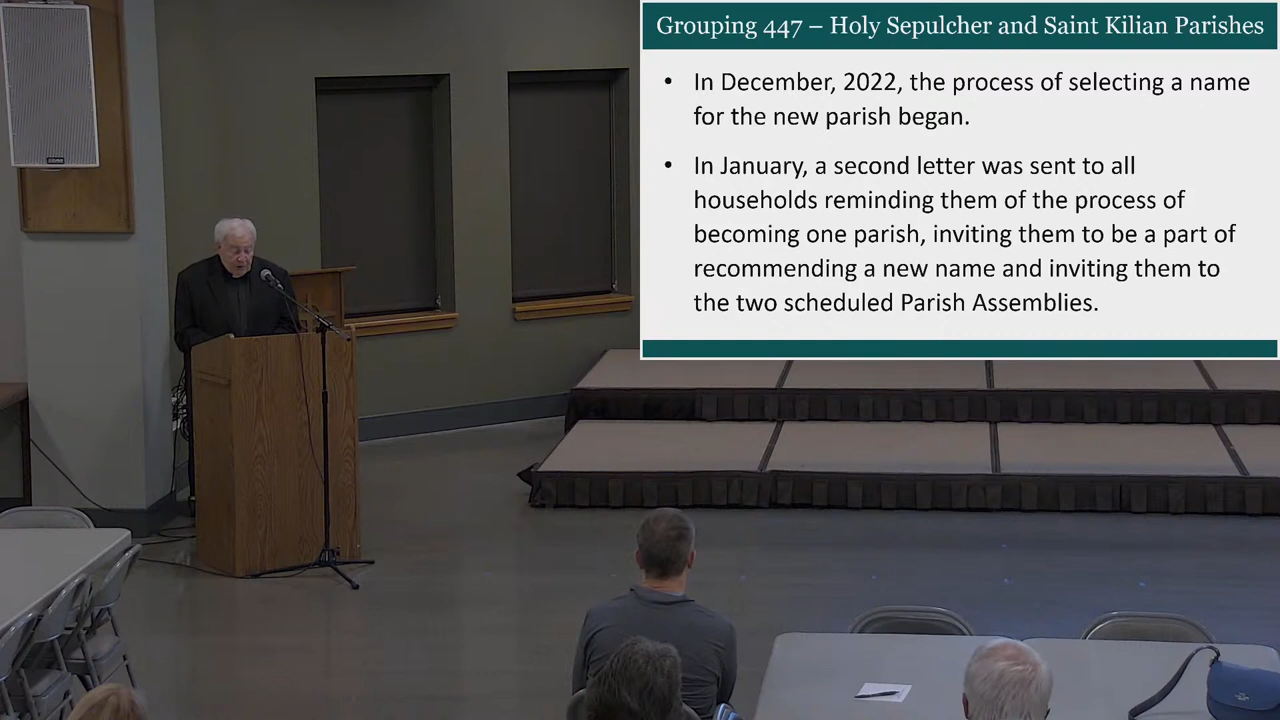 Grouping 447 – Holy Sepulcher and Saint Kilian Parishes
• In December, 2022, the process of selecting a name
for the new parish began.
• In January, a second letter was sent to all
households reminding them of the process of
becoming one parish, inviting them to be a part of
recommending a new name and inviting them to
the two scheduled Parish Assemblies.